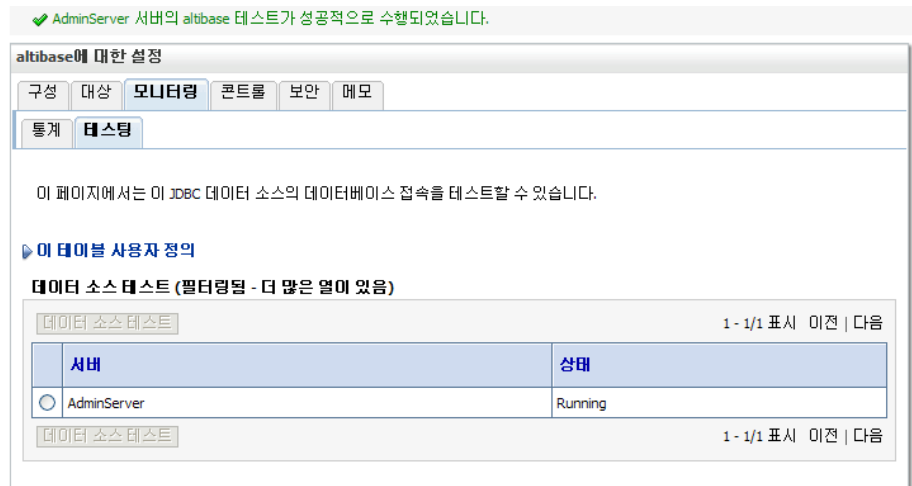 AdminServer 서버의 altibase 테스트가 성공적으로 수행되었습니다.
altibase에 대한 설정
구성 대상 모니터링 콘트롤 보안 메모
통계 테스팅
이 페이지에서는 이 JDBC 데이터 소스의 데이터베이스 접속을 테스트할 수 있습니다.
이 테이블 사용자 정의
데이터 소스 테스트 (필터링됨 - 더 많은 열이 있음)
데이터 소스 테스트 1 - 1/1 표시 이전 | 다음
서버 상태
AdminServer Running
데이터 소스 테스트 1 - 1/1 표시 이전 | 다음